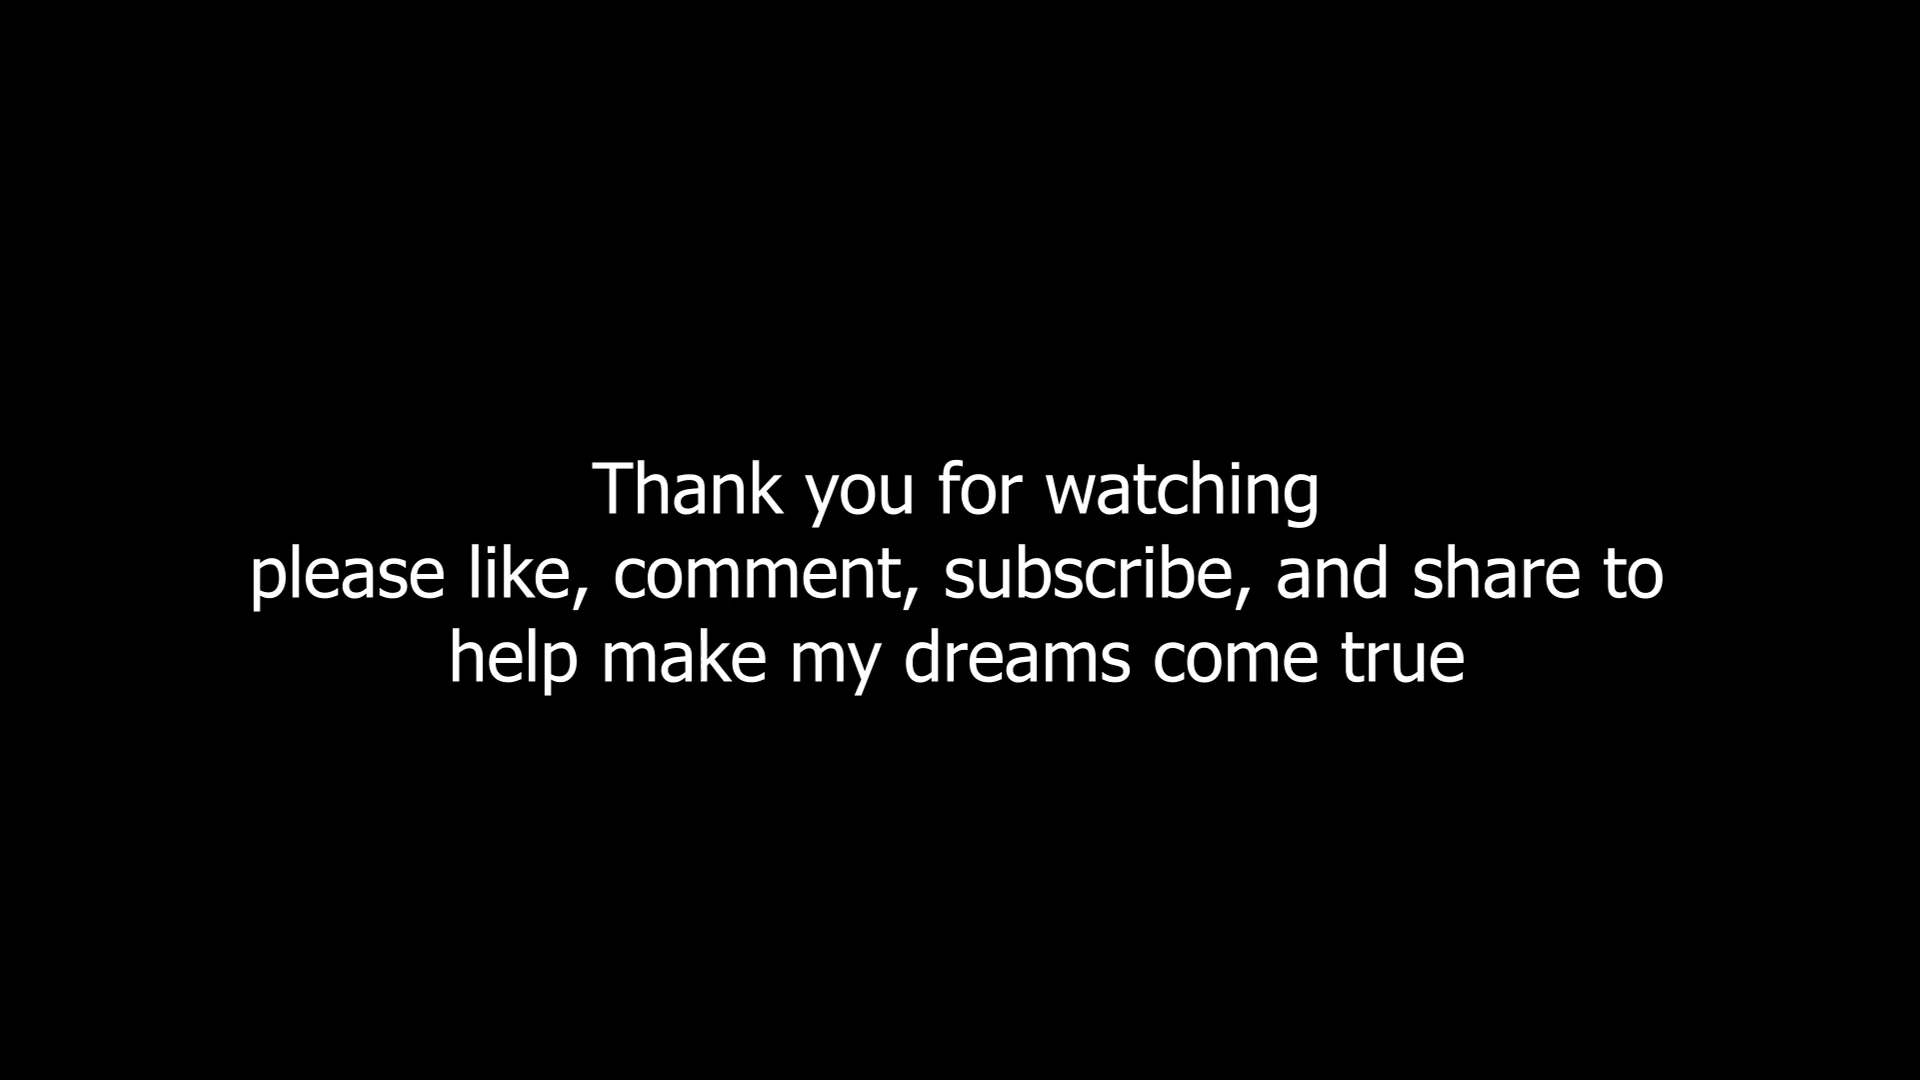 Thank you for watching
please like, comment, subscribe, and share to
help make my dreams come true